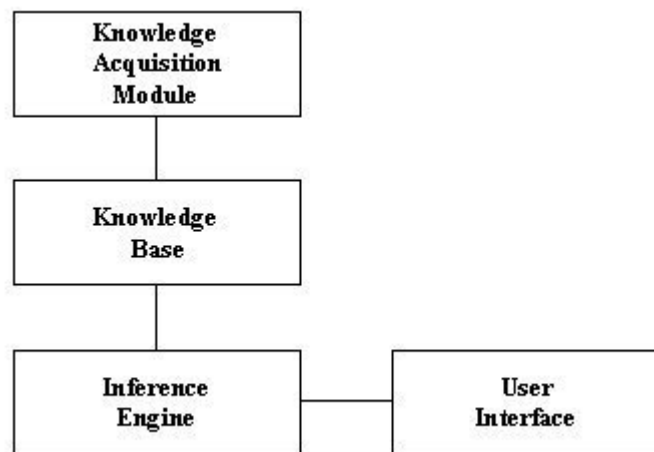 Knowledge
Acquisition
Module
Knowledge
Base
Inference
Engine
User
Interface